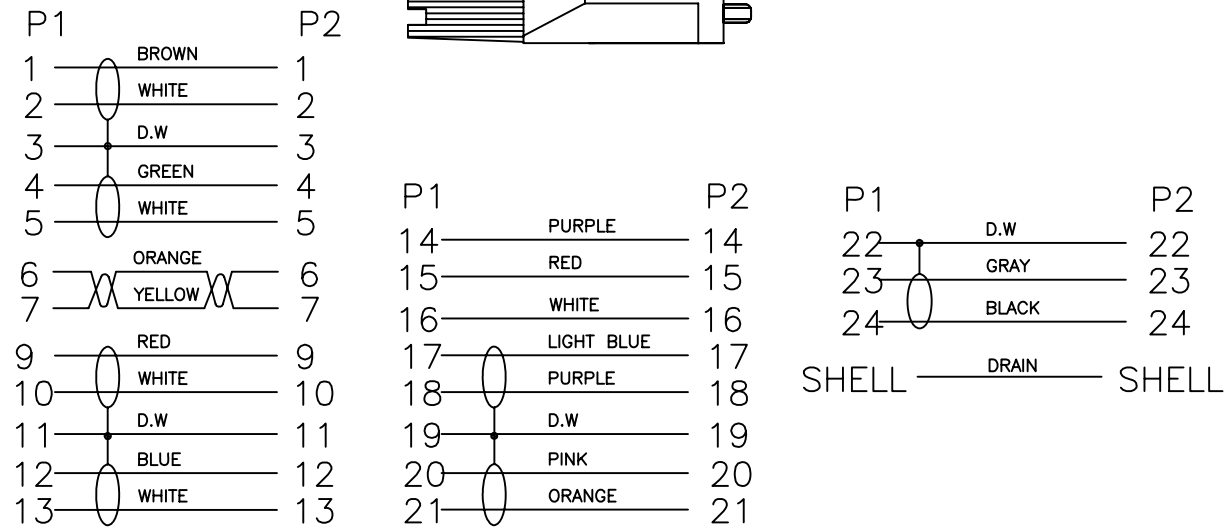 P1 P2
1 BROWN 1
2 WHITE 2
3 D.W 3
4 GREEN 4
5 WHITE 5
6 ORANGE 6
7 YELLOW 7
9 RED 9
10 WHITE 10
11 D.W 11
12 BLUE 12
13 WHITE 13
P1 P2
14 PURPLE 14
15 RED 15
16 WHITE 16
17 LIGHT BLUE 17
18 PURPLE 18
19 D.W 19
20 PINK 20
21 ORANGE 21
P1 P2
22 D.W 22
23 GRAY 23
24 BLACK 24
SHELL DRAIN SHELL